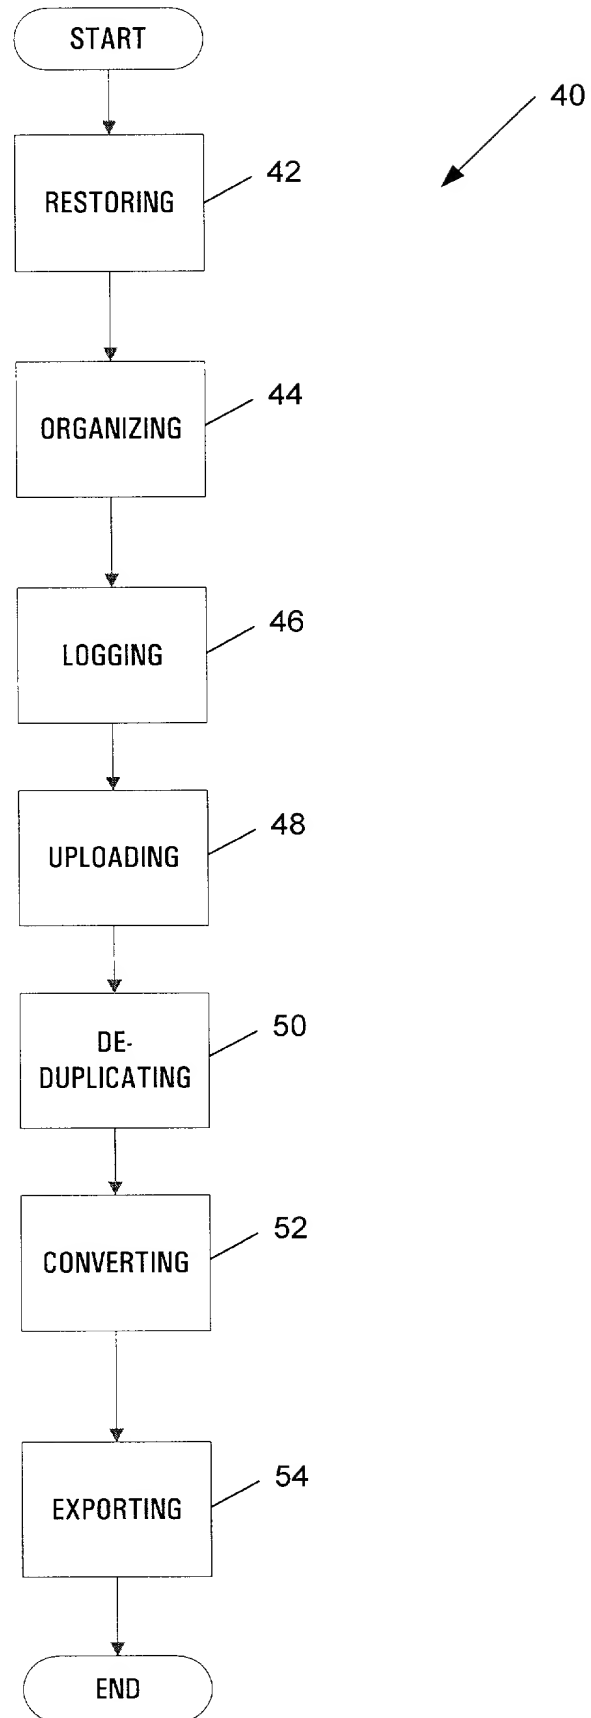 START
40
RESTORING
42
ORGANIZING
44
LOGGING
46
UPLOADING
48
DE-
DUPLICATING
50
CONVERTING
52
EXPORTING
54
END